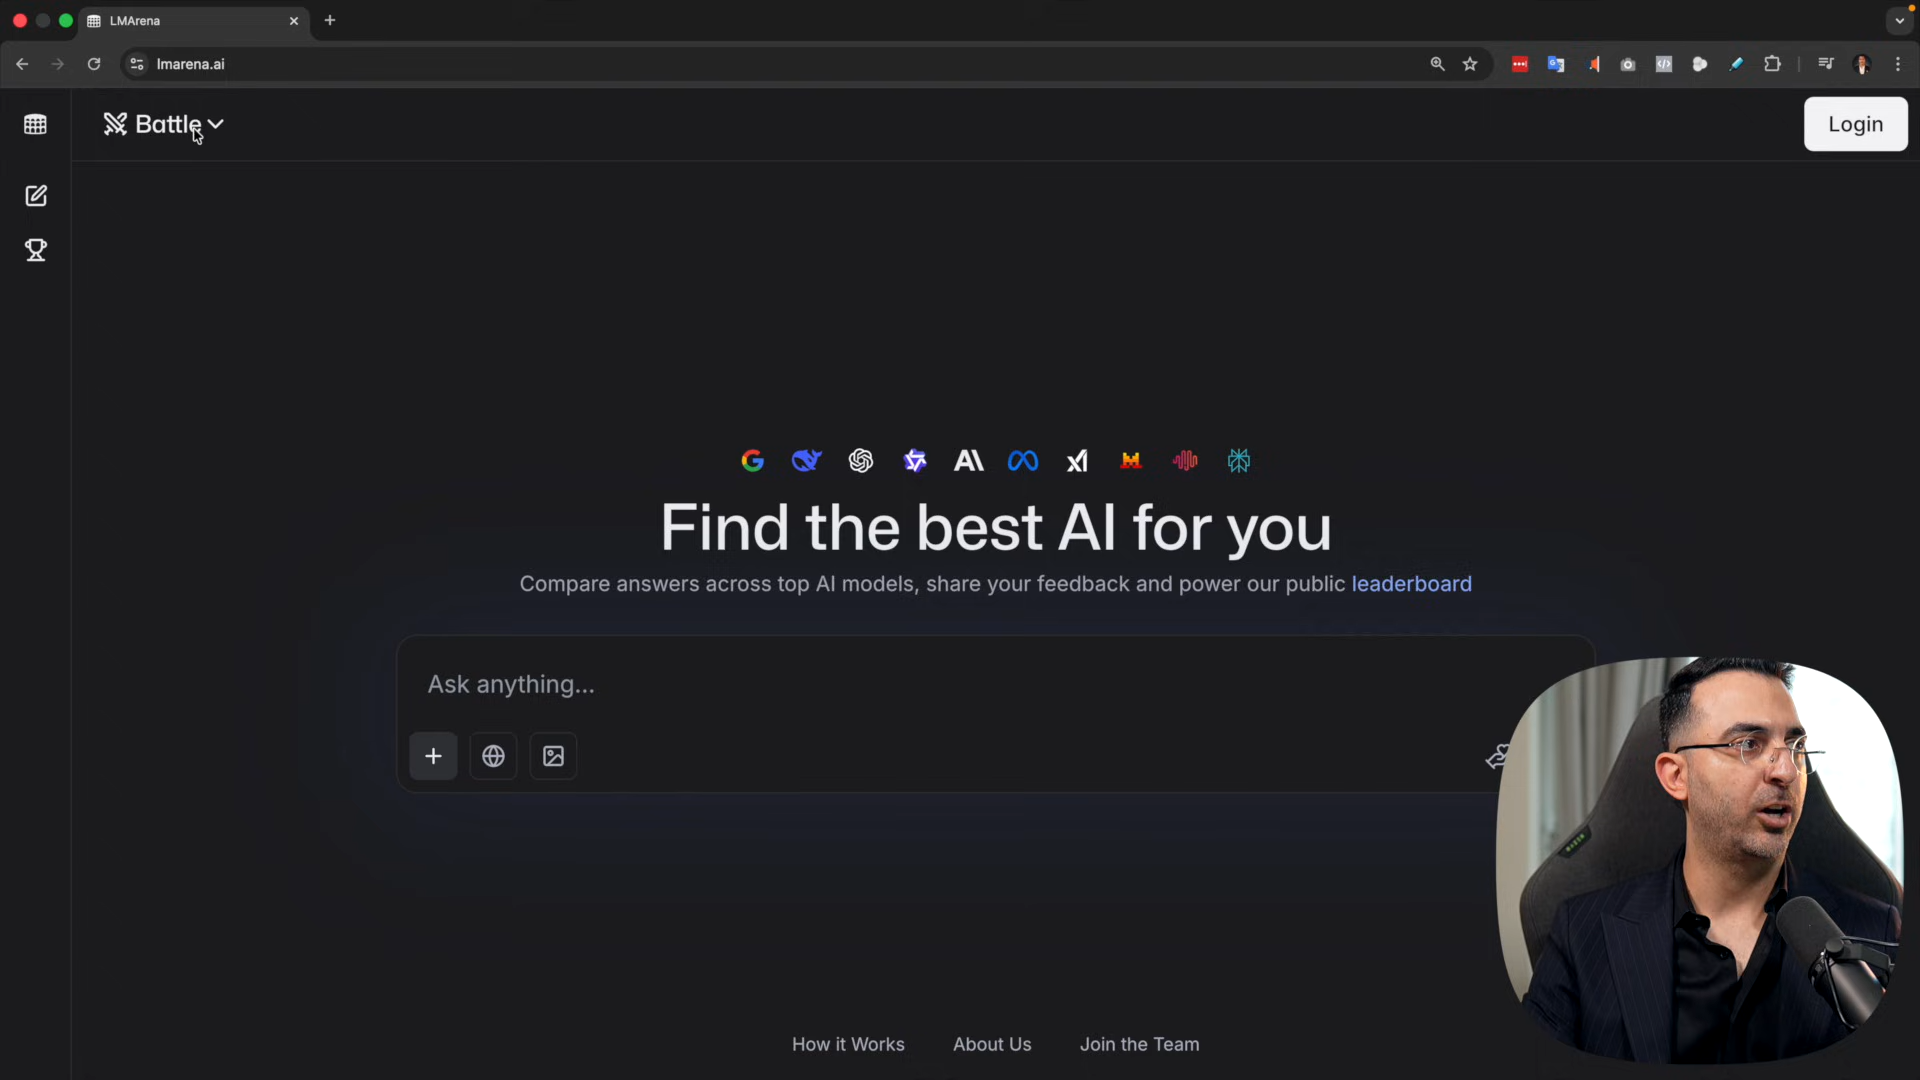 LMArena
lmarena.ai
Battle
Login
Find the best AI for you
Compare answers across top AI models, share your feedback and power our public leaderboard
Ask anything...
How it Works
About Us
Join the Team